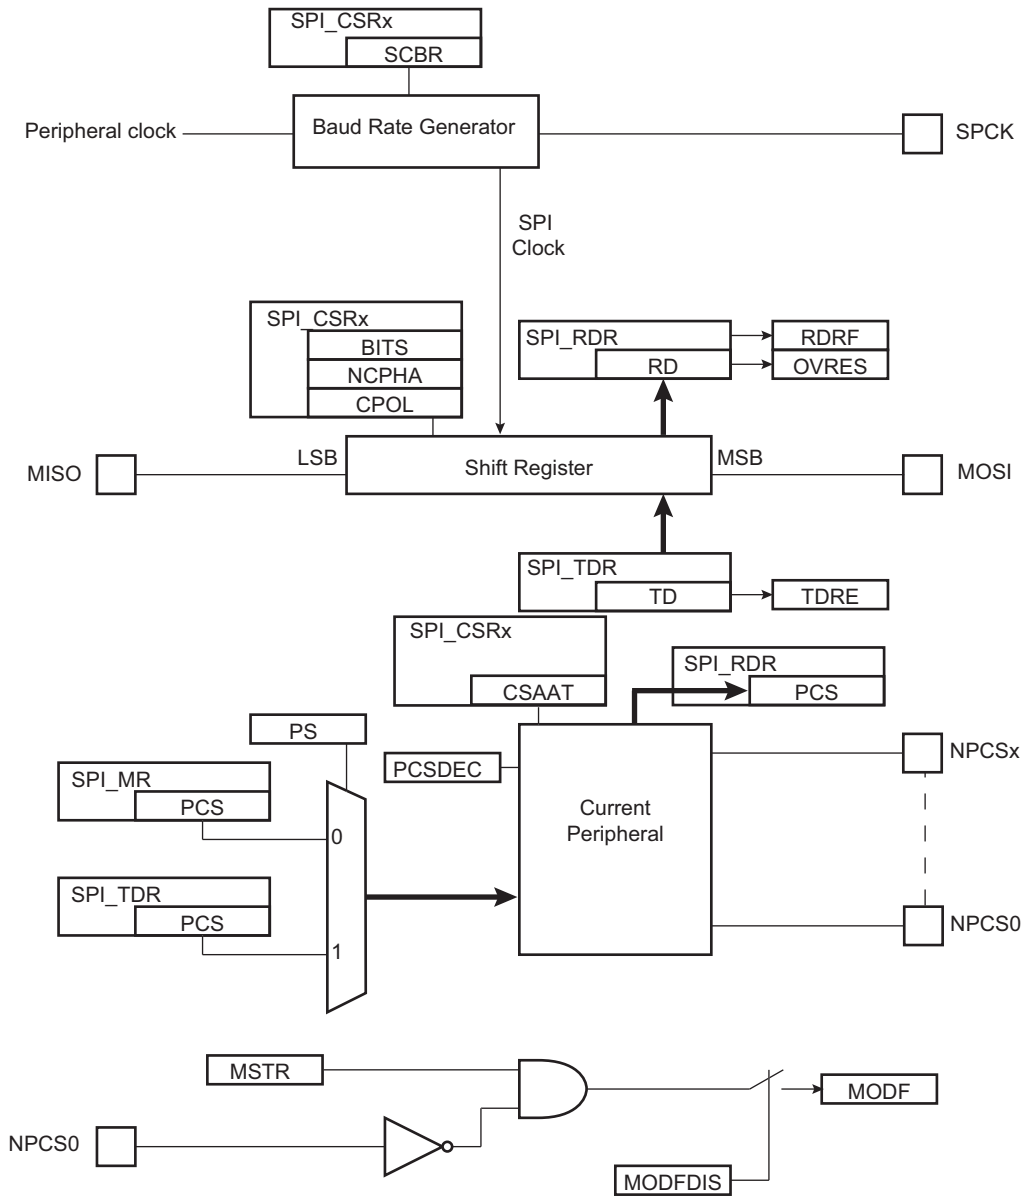 SPI_CSRx
SCBR
Peripheral clock
Baud Rate Generator
SPCK
SPI
Clock
SPI_CSRx
BITS
NCPHA
CPOL
SPI_RDR
RD
RDRF
OVRES
MISO
LSB
Shift Register
MSB
MOSI
SPI_TDR
TD
TDRE
SPI_CSRx
CSAAT
SPI_RDR
PCS
PS
PCSDEC
SPI_MR
PCS
0
Current
Peripheral
NPCSx
SPI_TDR
PCS
1
NPCS0
MSTR
MODF
NPCS0
MODFDIS